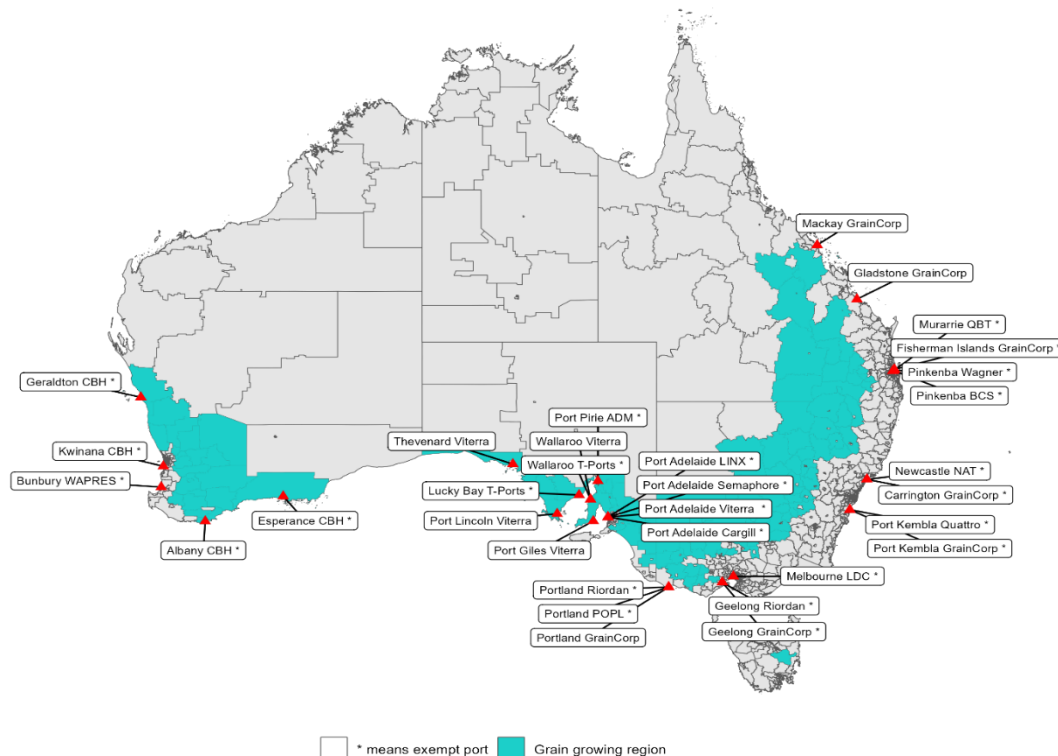 Mackay GrainCorp
Gladstone GrainCorp
Murarrie QBT *
Fisherman Islands GrainCorp *
Pinkenba Wagner *
Pinkenba BCS *
Geraldton CBH *
Kwinana CBH *
Bunbury WAPRES *
Albany CBH *
Esperance CBH *
Thevenard Viterra
Port Pirie ADM *
Wallaroo Viterra
Wallaroo T-Ports *
Lucky Bay T-Ports *
Port Lincoln Viterra
Port Giles Viterra
Port Adelaide LINX *
Port Adelaide Semaphore *
Port Adelaide Viterra *
Port Adelaide Cargill *
Newcastle NAT *
Carrington GrainCorp *
Port Kembla Quattro *
Port Kembla GrainCorp *
Melbourne LDC *
Geelong Riordan *
Geelong GrainCorp *
Portland Riordan *
Portland POPL *
Portland GrainCorp
* means exempt port
Grain growing region